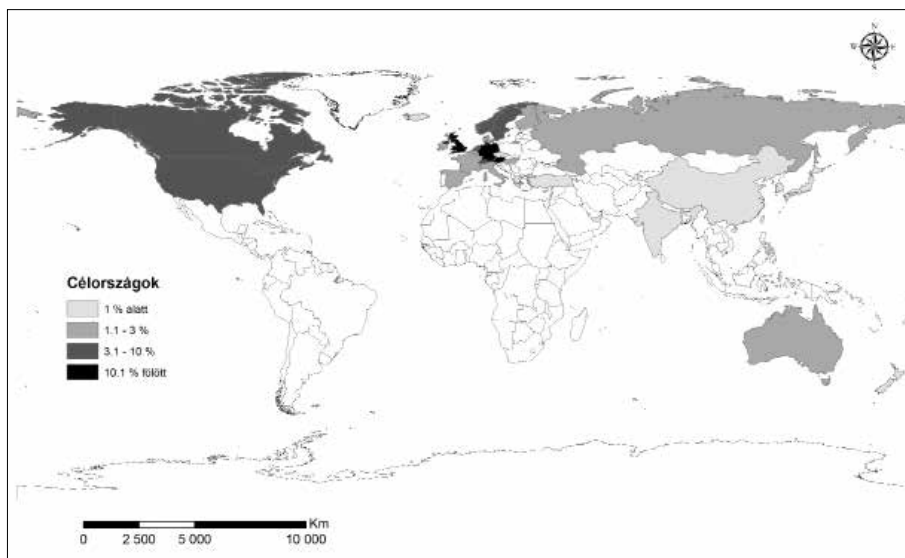 N
W E
S
Célországok
1 % alatt
1.1 - 3 %
3.1 - 10 %
10.1 % fölött
Km
0 2 500 5 000 10 000